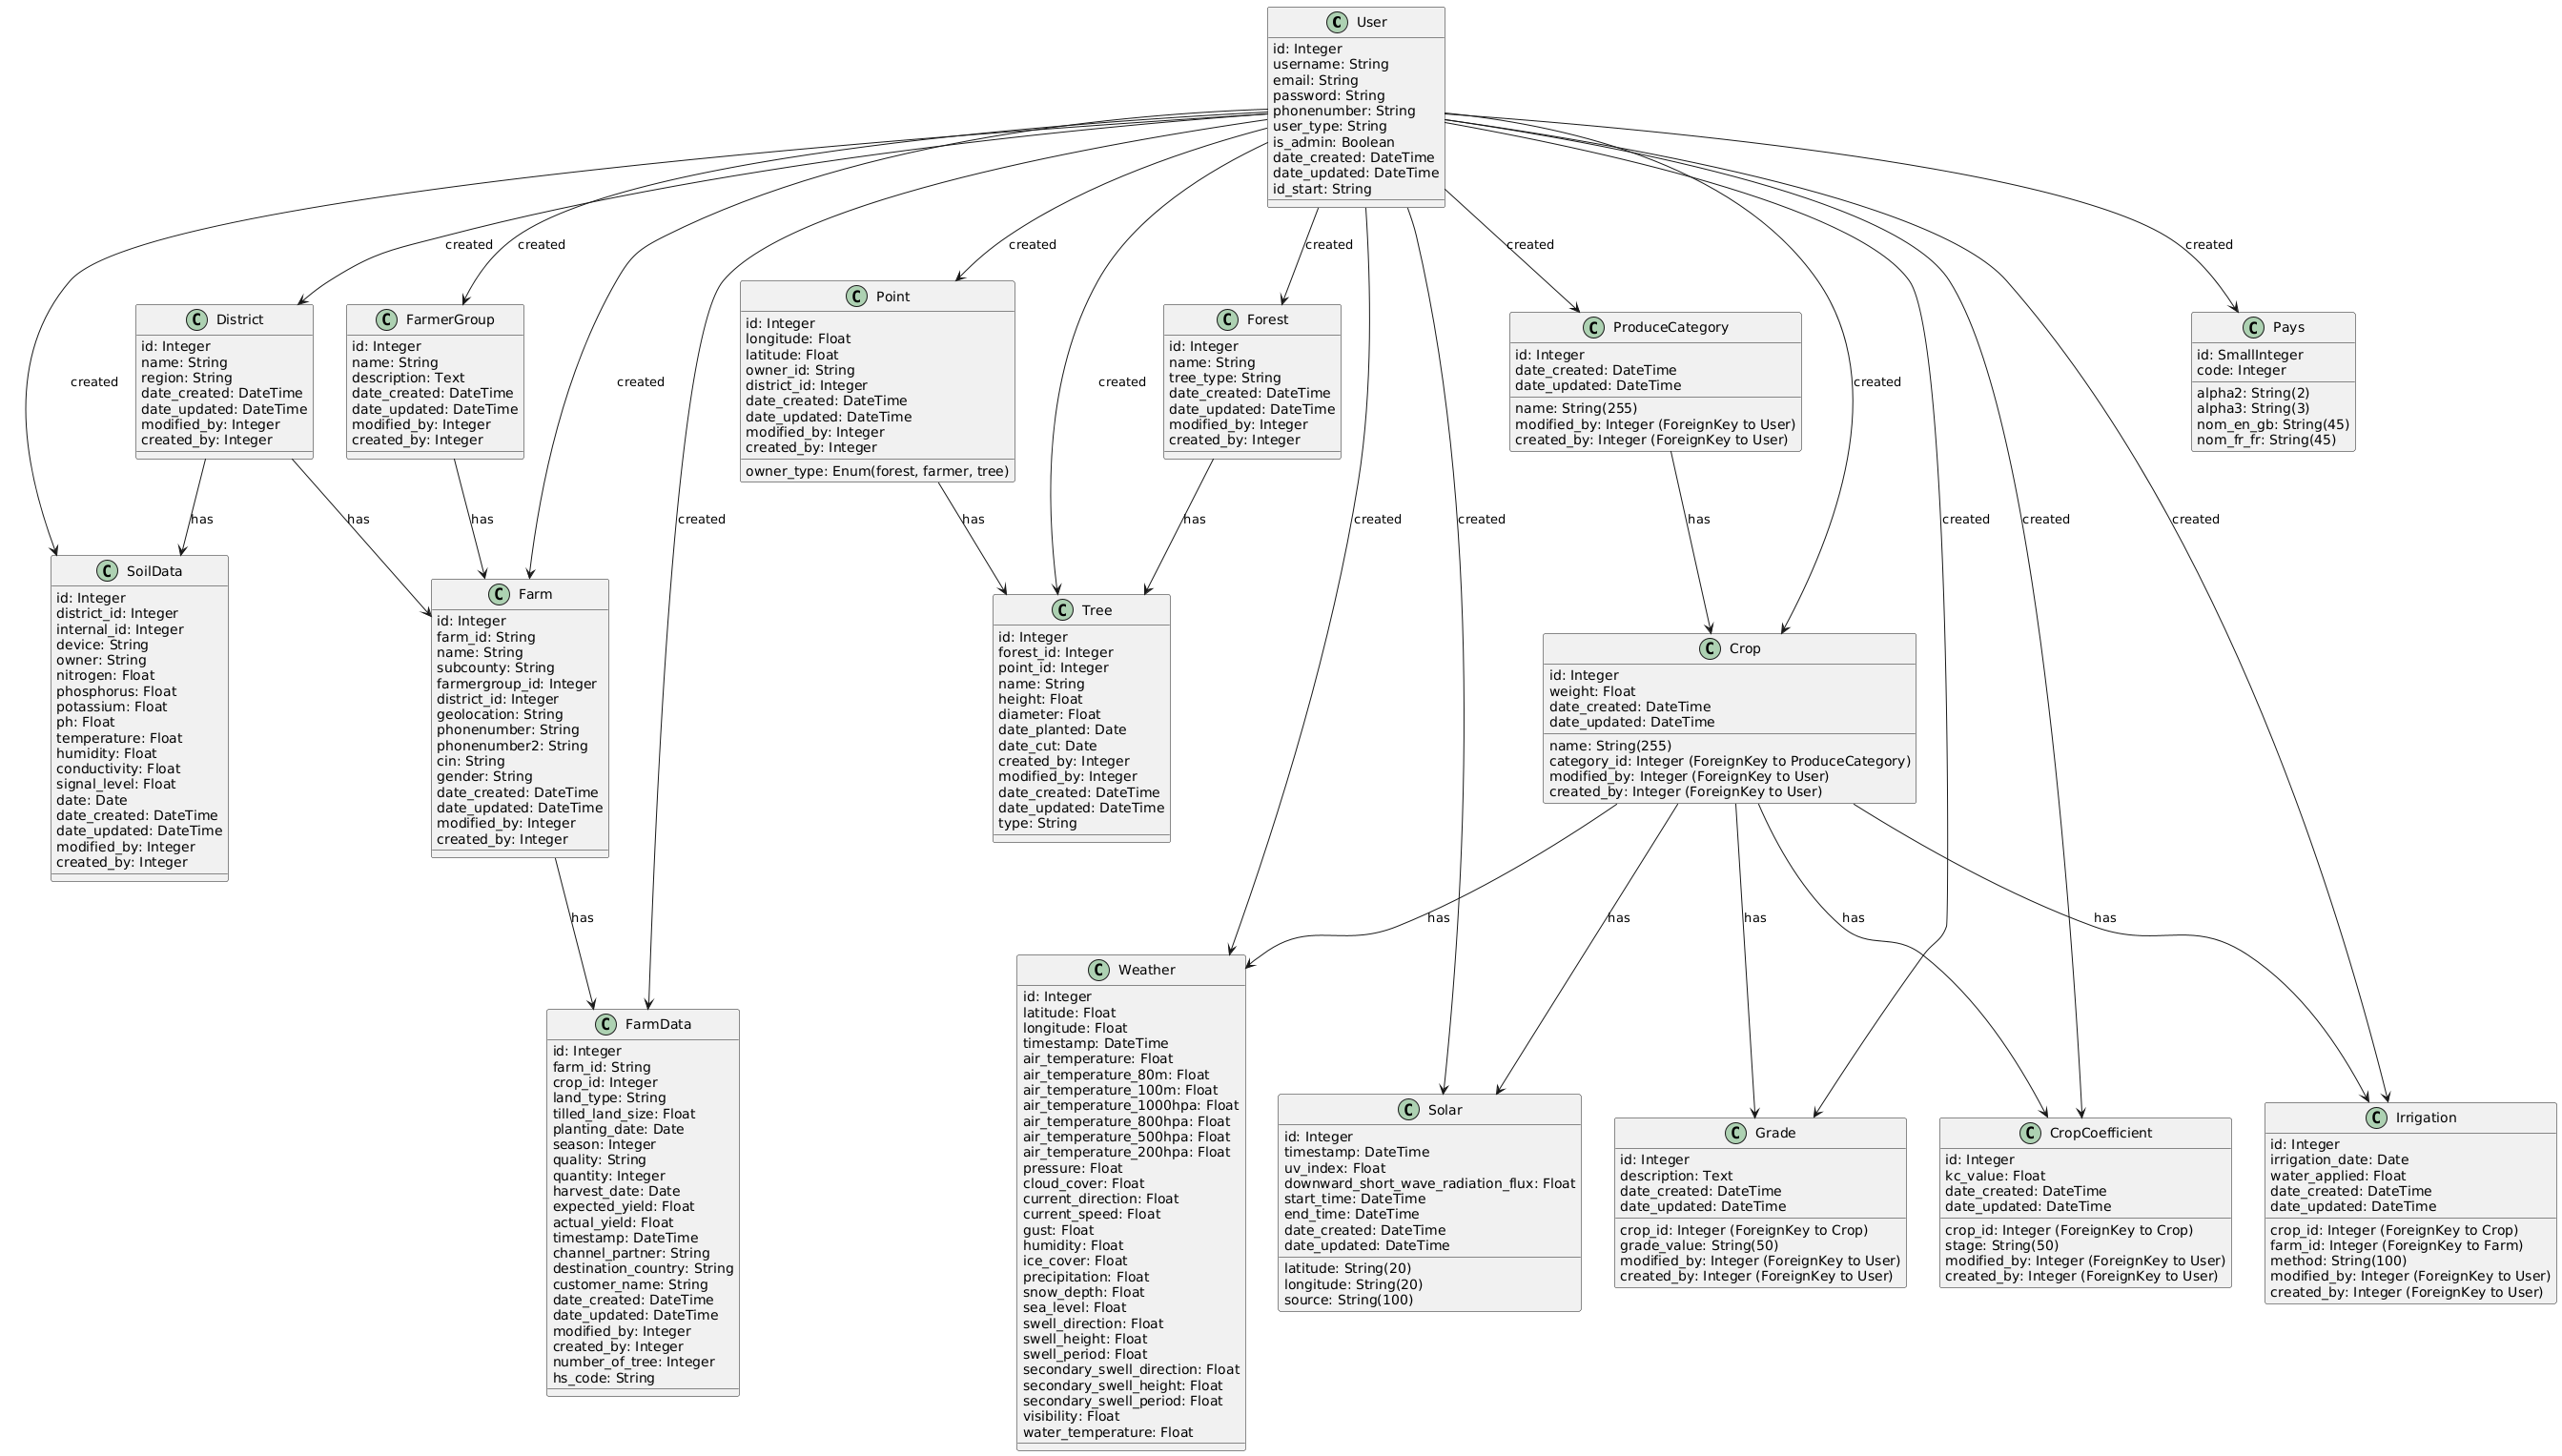 User
id: Integer
username: String
email: String
password: String
phonenumber: String
user_type: String
is_admin: Boolean
date_created: DateTime
date_updated: DateTime
id_start: String
created
created
created
created
created
created
District
id: Integer
name: String
region: String
date_created: DateTime
date_updated: DateTime
modified_by: Integer
created_by: Integer
FarmerGroup
id: Integer
name: String
description: Text
date_created: DateTime
date_updated: DateTime
modified_by: Integer
created_by: Integer
Point
id: Integer
longitude: Float
latitude: Float
owner_id: String
district_id: Integer
date_created: DateTime
date_updated: DateTime
modified_by: Integer
created_by: Integer
owner_type: Enum(forest, farmer, tree)
Forest
id: Integer
name: String
tree_type: String
date_created: DateTime
date_updated: DateTime
modified_by: Integer
created_by: Integer
ProduceCategory
id: Integer
date_created: DateTime
date_updated: DateTime
name: String(255)
modified_by: Integer (ForeignKey to User)
created_by: Integer (ForeignKey to User)
Pays
id: SmallInteger
code: Integer
alpha2: String(2)
alpha3: String(3)
nom_en_gb: String(45)
nom_fr_fr: String(45)
created
created
created
created
has
has
has
created
has
has
created
created
has
created
created
created
SoilData
id: Integer
district_id: Integer
internal_id: Integer
device: String
owner: String
nitrogen: Float
phosphorus: Float
potassium: Float
ph: Float
temperature: Float
humidity: Float
conductivity: Float
signal_level: Float
date: Date
date_created: DateTime
date_updated: DateTime
modified_by: Integer
created_by: Integer
Farm
id: Integer
farm_id: String
name: String
subcounty: String
farmergroup_id: Integer
district_id: Integer
geolocation: String
phonenumber: String
phonenumber2: String
cin: String
gender: String
date_created: DateTime
date_updated: DateTime
modified_by: Integer
created_by: Integer
Tree
id: Integer
forest_id: Integer
point_id: Integer
name: String
height: Float
diameter: Float
date_planted: Date
date_cut: Date
created_by: Integer
modified_by: Integer
date_created: DateTime
date_updated: DateTime
type: String
Crop
id: Integer
weight: Float
date_created: DateTime
date_updated: DateTime
name: String(255)
category_id: Integer (ForeignKey to ProduceCategory)
modified_by: Integer (ForeignKey to User)
created_by: Integer (ForeignKey to User)
has
has
has
has
has
has
FarmData
id: Integer
farm_id: String
crop_id: Integer
land_type: String
tilled_land_size: Float
planting_date: Date
season: Integer
quality: String
quantity: Integer
harvest_date: Date
expected_yield: Float
actual_yield: Float
timestamp: DateTime
channel_partner: String
destination_country: String
customer_name: String
date_created: DateTime
date_updated: DateTime
modified_by: Integer
created_by: Integer
number_of_tree: Integer
hs_code: String
Weather
id: Integer
latitude: Float
longitude: Float
timestamp: DateTime
air_temperature: Float
air_temperature_80m: Float
air_temperature_100m: Float
air_temperature_1000hpa: Float
air_temperature_800hpa: Float
air_temperature_500hpa: Float
air_temperature_200hpa: Float
pressure: Float
cloud_cover: Float
current_direction: Float
current_speed: Float
gust: Float
humidity: Float
ice_cover: Float
precipitation: Float
snow_depth: Float
sea_level: Float
swell_direction: Float
swell_height: Float
swell_period: Float
secondary_swell_direction: Float
secondary_swell_height: Float
secondary_swell_period: Float
visibility: Float
water_temperature: Float
Solar
id: Integer
timestamp: DateTime
uv_index: Float
downward_short_wave_radiation_flux: Float
start_time: DateTime
end_time: DateTime
date_created: DateTime
date_updated: DateTime
latitude: String(20)
longitude: String(20)
source: String(100)
Grade
id: Integer
description: Text
date_created: DateTime
date_updated: DateTime
crop_id: Integer (ForeignKey to Crop)
grade_value: String(50)
modified_by: Integer (ForeignKey to User)
created_by: Integer (ForeignKey to User)
CropCoefficient
id: Integer
kc_value: Float
date_created: DateTime
date_updated: DateTime
crop_id: Integer (ForeignKey to Crop)
stage: String(50)
modified_by: Integer (ForeignKey to User)
created_by: Integer (ForeignKey to User)
Irrigation
id: Integer
irrigation_date: Date
water_applied: Float
date_created: DateTime
date_updated: DateTime
crop_id: Integer (ForeignKey to Crop)
farm_id: Integer (ForeignKey to Farm)
method: String(100)
modified_by: Integer (ForeignKey to User)
created_by: Integer (ForeignKey to User)